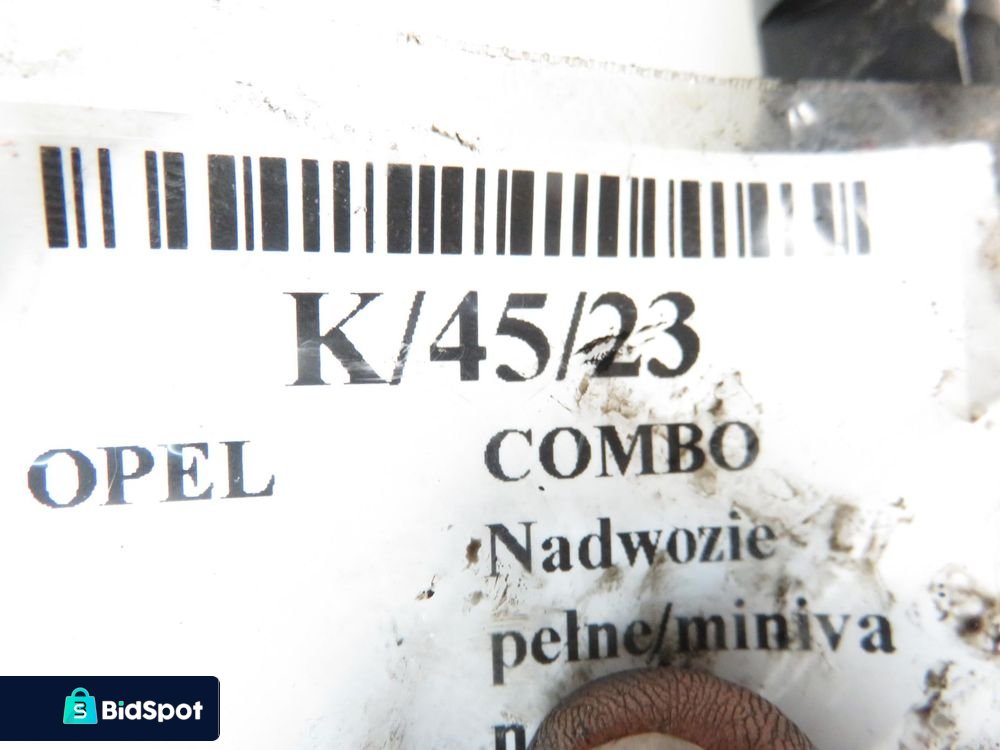 K/45/23
OPEL COMBO
Nadwozie
pełne/miniva
n
BidSpot